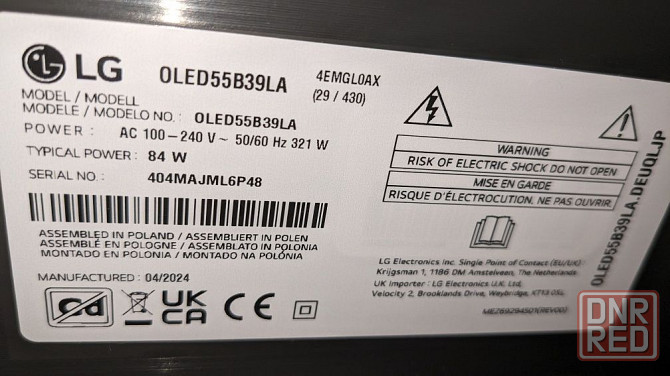 LG OLED55B39LA 4EMGL0AX
(29 / 430)
MODEL / MODELL
MODELE / MODELO NO.: OLED55B39LA
POWER : AC 100-240 V ~ 50/60 Hz 321 W
TYPICAL POWER : 84 W
SERIAL NO. : 404MAJML6P48
ASSEMBLED IN POLAND / ASSEMBLIERT IN POLEN
ASSEMBLÉ EN POLOGNE / ASSEMBLATO IN POLONIA
MONTADO EN POLONIA / MONTADO NA POLÓNIA
MANUFACTURED : 04/2024
Cd
UK
CA
CE
WARNING
RISK OF ELECTRIC SHOCK DO NOT OPEN
MISE EN GARDE
RISQUE D'ÉLECTROCUTION. NE PAS OUVRIR.
LG Electronics Inc. Single Point of Contact (EU/UK) :
Krijgsman 1, 1186 DM Amstelveen, The Netherlands
UK Importer : LG Electronics U.K. Ltd,
Velocity 2, Brooklands Drive, Weybridge, KT13 0SL
MEZ69294501(REV00)
OLED55B39LA.DEUQLJP
DNR
RED